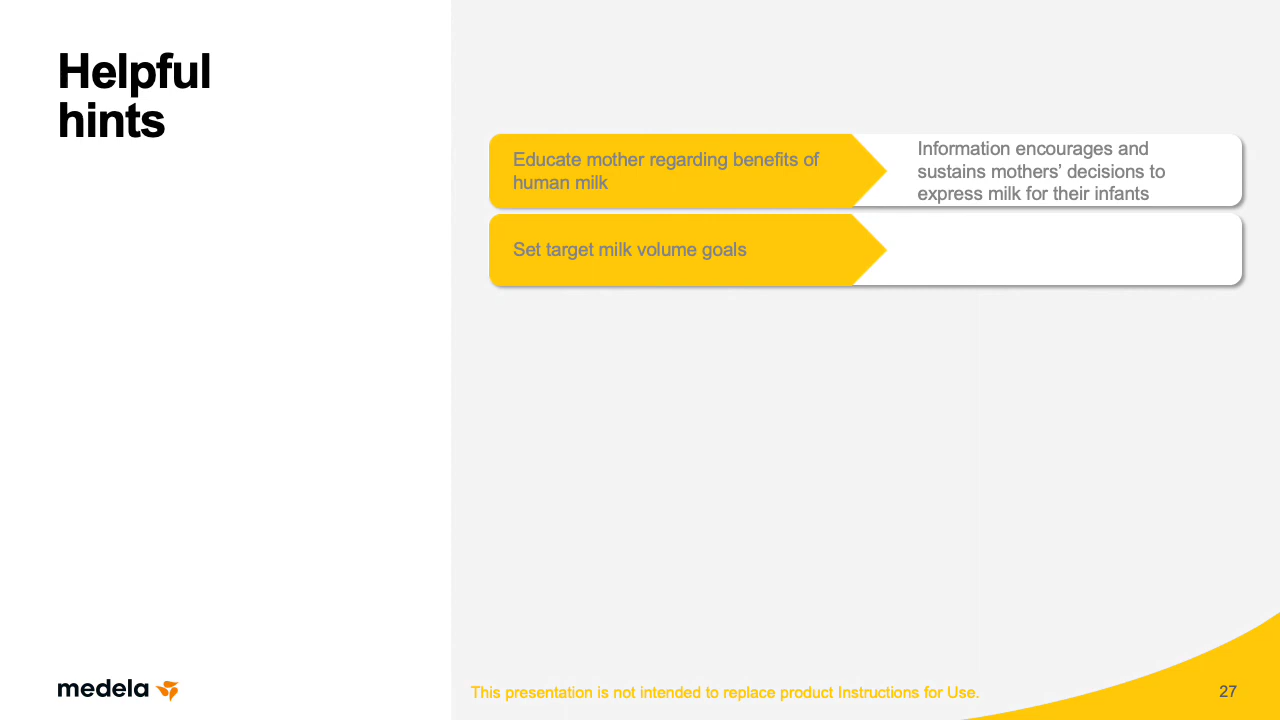 Helpful
hints
Educate mother regarding benefits of
human milk
Information encourages and
sustains mothers' decisions to
express milk for their infants
Set target milk volume goals
medela
This presentation is not intended to replace product Instructions for Use.
27